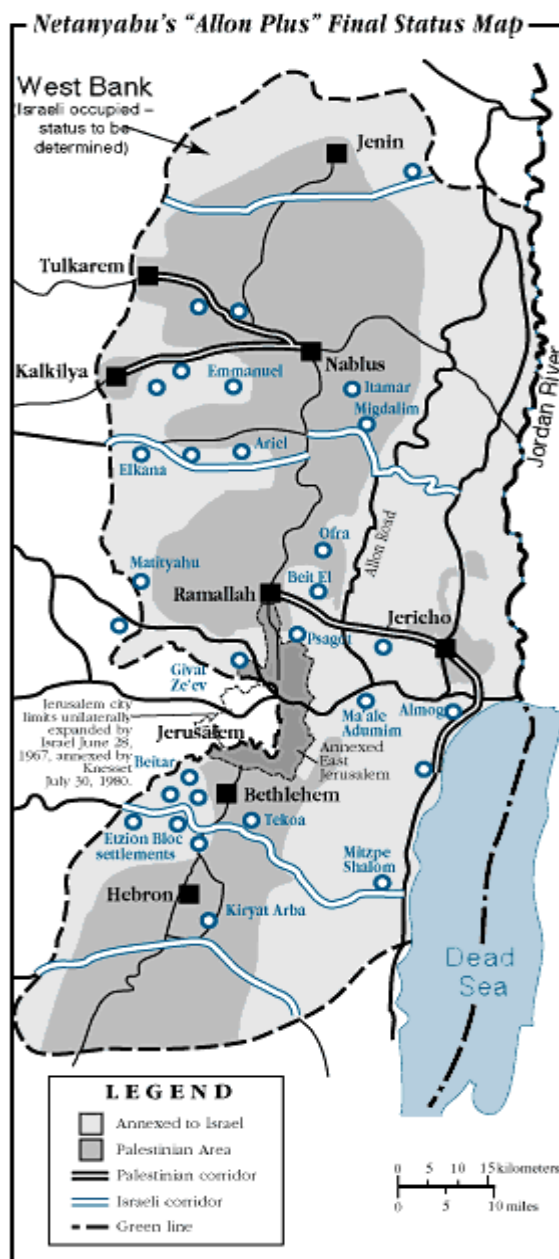 Netanyahu's "Allon Plus" Final Status Map
West Bank
(Israeli occupied –
status to be
determined)
Jenin
Tulkarem
Kalkilya
Nablus
Emmanuel
Itamar
Migdalim
Jordan River
Ariel
Elkana
Allon Road
Ofra
Matityahu
Beit El
Ramallah
Jericho
Psagot
Givat
Ze'ev
Jerusalem city
limits unilaterally
expanded by
Israel June 28,
1967, annexed by
Knesset
July 30, 1980.
Jerusalem
Ma'ale
Adumim
Almog
Annexed
East
Jerusalem
Beitar
Bethlehem
Tekoa
Etzion Bloc
settlements
Mitzpe
Shalom
Hebron
Kiryat Arba
Dead
Sea
LEGEND
Annexed to Israel
Palestinian Area
Palestinian corridor
Israeli corridor
Green line
0 5 10 15 kilometers
0 5 10 miles